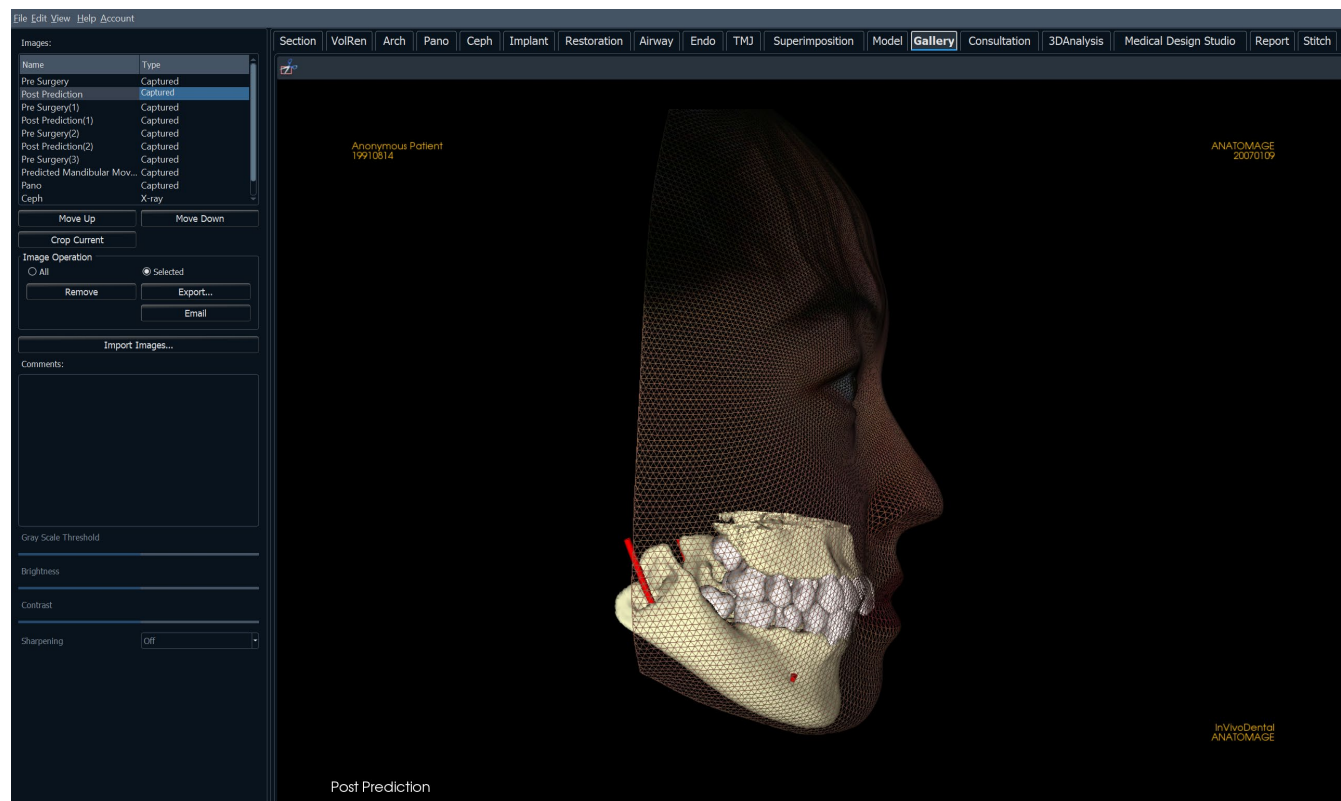 File Edit View Help Account
Images:
Name Type
Pre Surgery Captured
Post Prediction Captured
Pre Surgery(1) Captured
Post Prediction(1) Captured
Pre Surgery(2) Captured
Post Prediction(2) Captured
Pre Surgery(3) Captured
Predicted Mandibular Mov... Captured
Pano Captured
Ceph X-ray
Move Up Move Down
Crop Current
Image Operation
All Selected
Remove Export...
Email
Import Images...
Comments:
Gray Scale Threshold
Brightness
Contrast
Sharpening Off
Section VolRen Arch Pano Ceph Implant Restoration Airway Endo TMJ Superimposition Model Gallery Consultation 3DAnalysis Medical Design Studio Report Stitch
Anonymous Patient
19910814
ANATOMAGE
20070109
InVivoDental
ANATOMAGE
Post Prediction